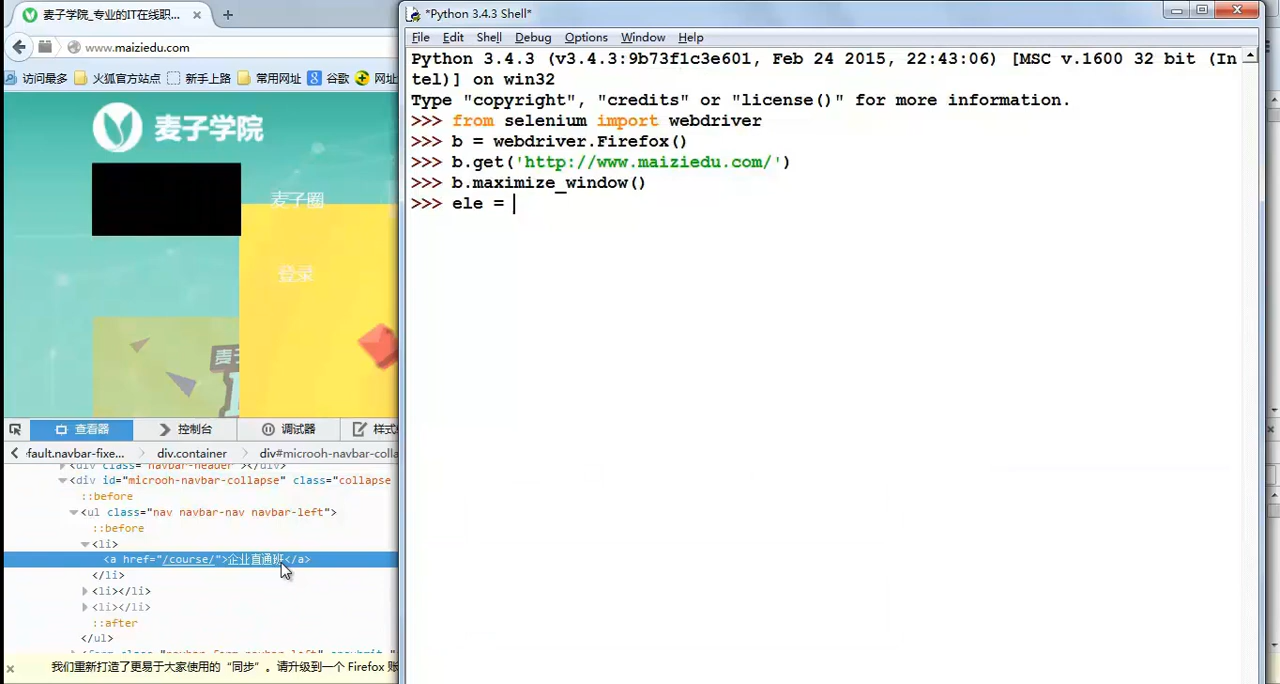 麦子学院_专业的IT在线职...
www.maiziedu.com
访问最多 火狐官方站点 新手上路 常用网址 谷歌 网址
麦子学院
麦子圈
登录
查看器 控制台 调试器 样式
fault.navbar-fixe... div.container div#microoh-navbar-colla
<div class="navbar-header"></div>
<div id="microoh-navbar-collapse" class="collapse
::before
<ul class="nav navbar-nav navbar-left">
::before
<li>
<a href="/course/">企业直通班</a>
</li>
<li></li>
<li></li>
::after
</ul>
我们重新打造了更易于大家使用的“同步”。请升级到一个 Firefox 账
*Python 3.4.3 Shell*
File Edit Shell Debug Options Window Help
Python 3.4.3 (v3.4.3:9b73f1c3e601, Feb 24 2015, 22:43:06) [MSC v.1600 32 bit (In
tel)] on win32
Type "copyright", "credits" or "license()" for more information.
>>> from selenium import webdriver
>>> b = webdriver.Firefox()
>>> b.get('http://www.maiziedu.com/')
>>> b.maximize_window()
>>> ele =